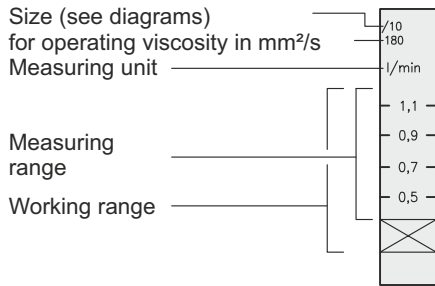 Size (see diagrams)
/10
for operating viscosity in mm²/s
180
Measuring unit
l/min
1,1
0,9
Measuring
range
0,7
Working range
0,5